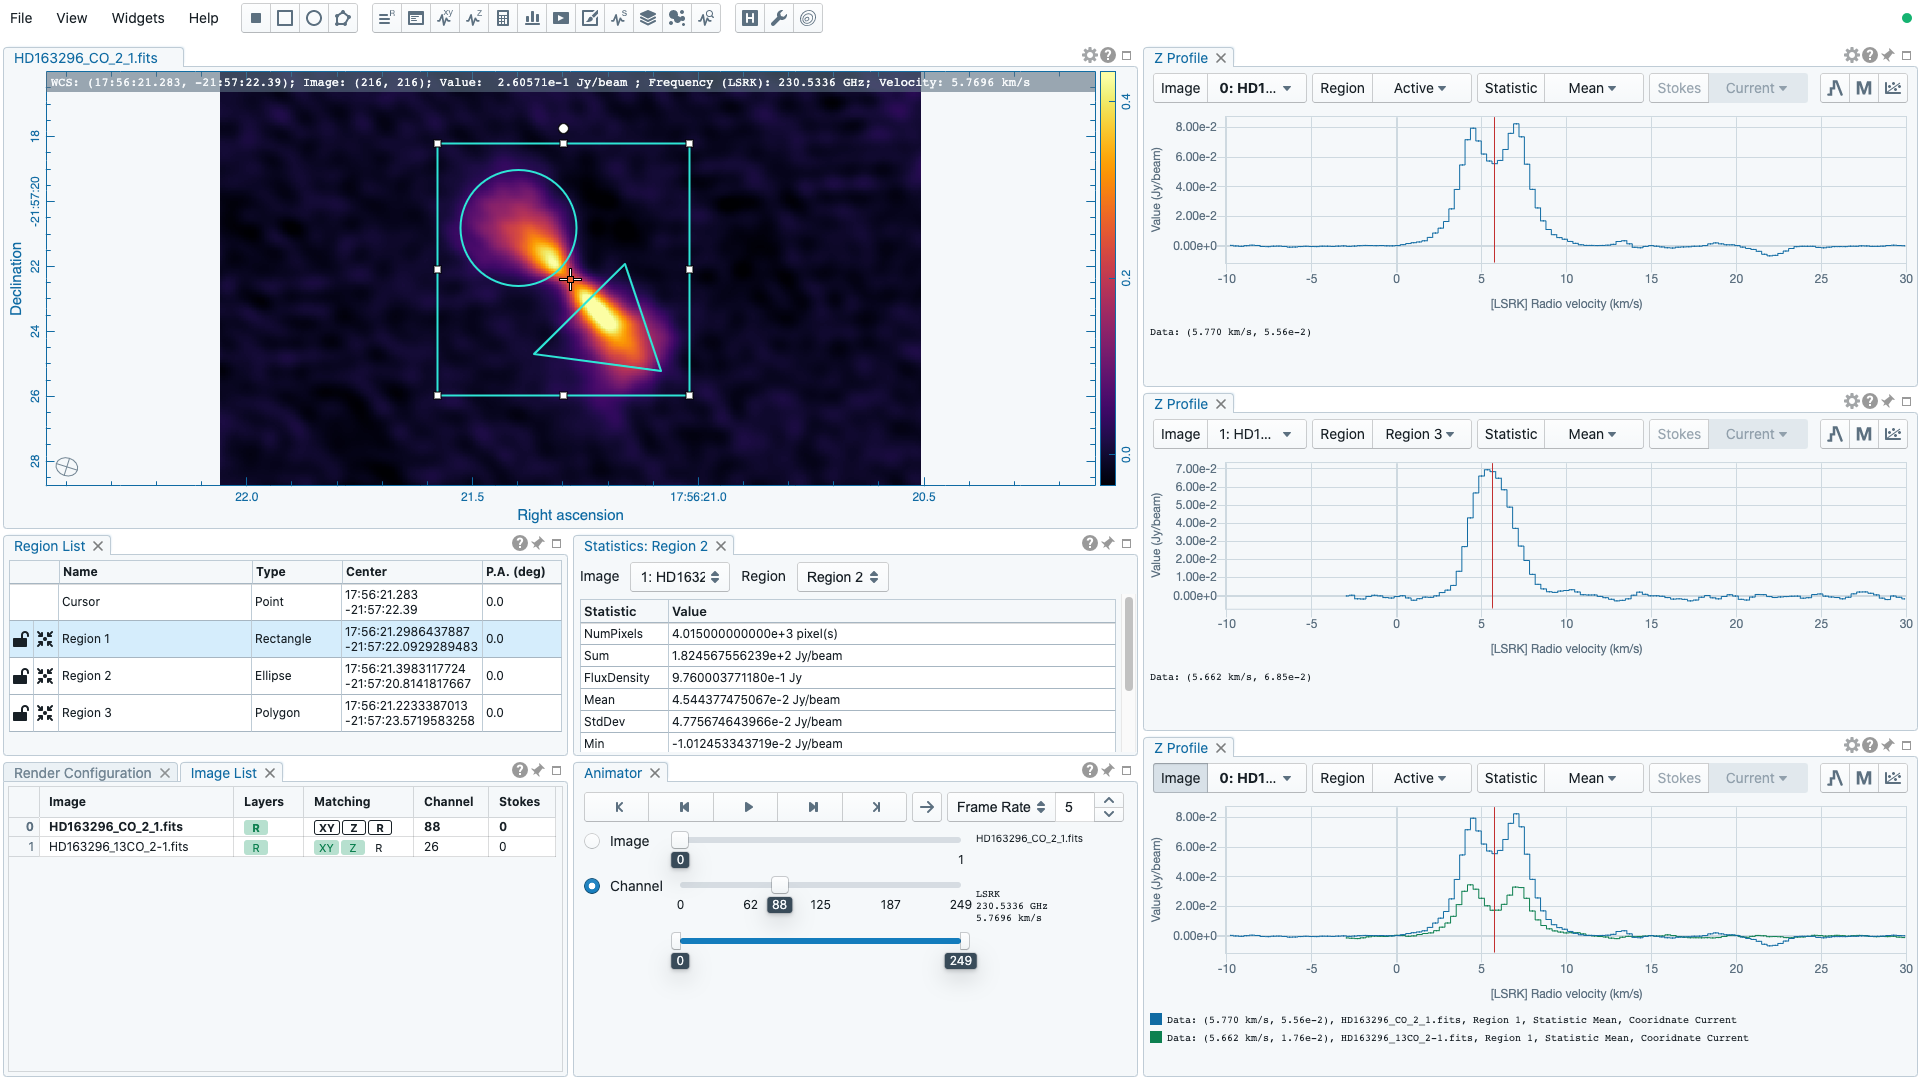 File View Widgets Help
HD163296_CO_2_1.fits
WCS: (17:56:21.283, -21:57:22.39); Image: (216, 216); Value: 2.60571e-1 Jy/beam ; Frequency (LSRK): 230.5336 GHz; Velocity: 5.7696 km/s
Declination
18
-21:57:20
22
24
26
28
22.0 21.5 17:56:21.0 20.5
Right ascension
0.4
0.2
0.0
Region List
Name Type Center P.A. (deg)
Cursor Point 17:56:21.283 -21:57:22.39 0.0
Region 1 Rectangle 17:56:21.2986437887 -21:57:22.0929289483 0.0
Region 2 Ellipse 17:56:21.3983117724 -21:57:20.8141817667 0.0
Region 3 Polygon 17:56:21.2233387013 -21:57:23.5719583258 0.0
Statistics: Region 2
Image 1: HD1632 Region Region 2
Statistic Value
NumPixels 4.015000000000e+3 pixel(s)
Sum 1.824567556239e+2 Jy/beam
FluxDensity 9.760003771180e-1 Jy
Mean 4.544377475067e-2 Jy/beam
StdDev 4.775674643966e-2 Jy/beam
Min -1.012453343719e-2 Jy/beam
Render Configuration Image List
Image Layers Matching Channel Stokes
0 HD163296_CO_2_1.fits R XY Z R 88 0
1 HD163296_13CO_2-1.fits R XY Z R 26 0
Animator
Frame Rate 5
Image HD163296_CO_2_1.fits
0 1
Channel
0 62 88 125 187 249
LSRK
230.5336 GHz
5.7696 km/s
0 249
Z Profile
Image 0: HD1... Region Active Statistic Mean Stokes Current M
Value (Jy/beam)
8.00e-2
6.00e-2
4.00e-2
2.00e-2
0.00e+0
-10 -5 0 5 10 15 20 25 30
[LSRK] Radio velocity (km/s)
Data: (5.770 km/s, 5.56e-2)
Z Profile
Image 1: HD1... Region Region 3 Statistic Mean Stokes Current M
Value (Jy/beam)
7.00e-2
6.00e-2
5.00e-2
4.00e-2
3.00e-2
2.00e-2
1.00e-2
0.00e+0
-10 -5 0 5 10 15 20 25 30
[LSRK] Radio velocity (km/s)
Data: (5.662 km/s, 6.85e-2)
Z Profile
Image 0: HD1... Region Active Statistic Mean Stokes Current M
Value (Jy/beam)
8.00e-2
6.00e-2
4.00e-2
2.00e-2
0.00e+0
-10 -5 0 5 10 15 20 25 30
[LSRK] Radio velocity (km/s)
Data: (5.770 km/s, 5.56e-2), HD163296_CO_2_1.fits, Region 1, Statistic Mean, Cooridnate Current
Data: (5.662 km/s, 1.76e-2), HD163296_13CO_2-1.fits, Region 1, Statistic Mean, Cooridnate Current